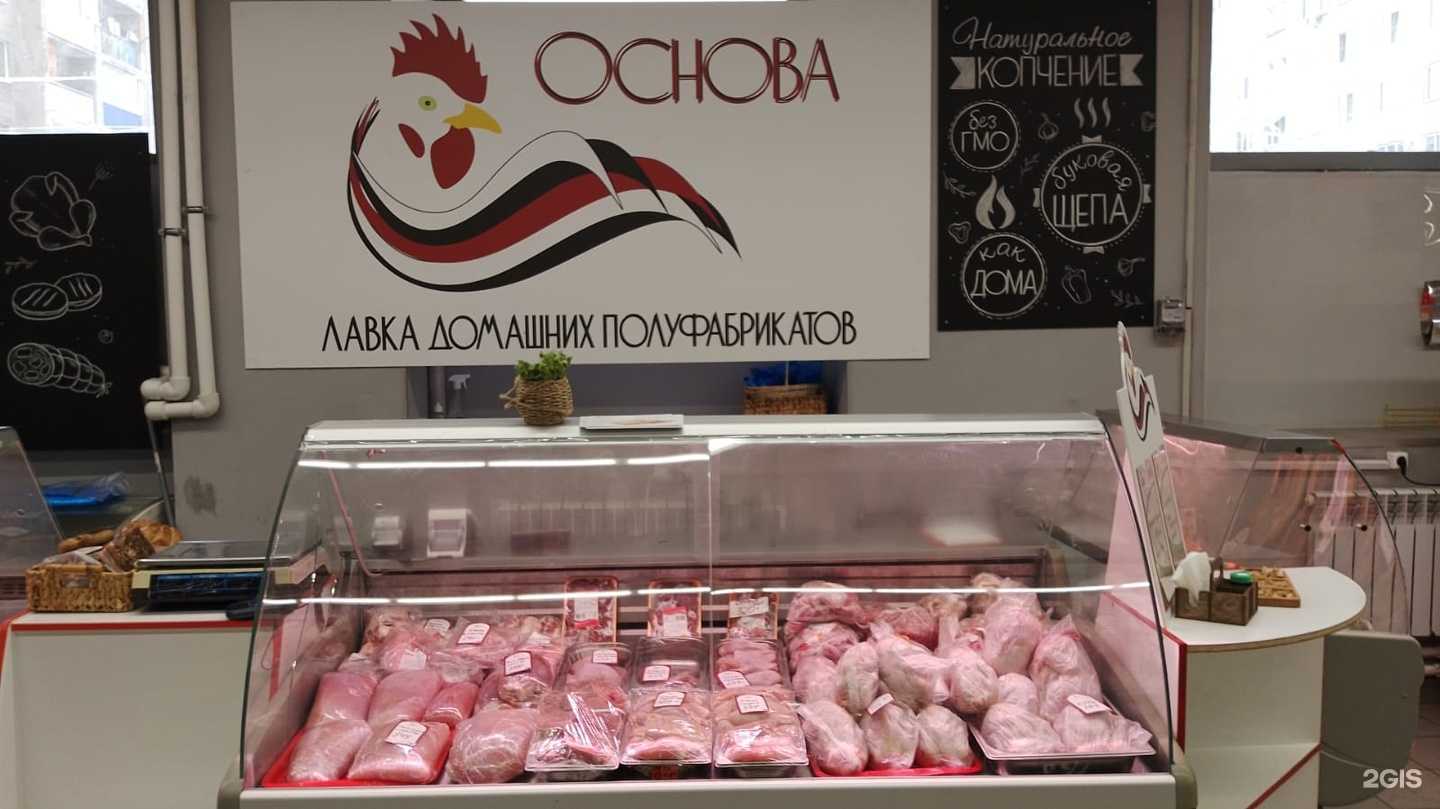 ОСНОВА
ЛАВКА ДОМАШНИХ ПОЛУФАБРИКАТОВ
Натуральное
КОПЧЕНИЕ
без
ГМО
буковая
ЩЕПА
как
ДОМА
2GIS